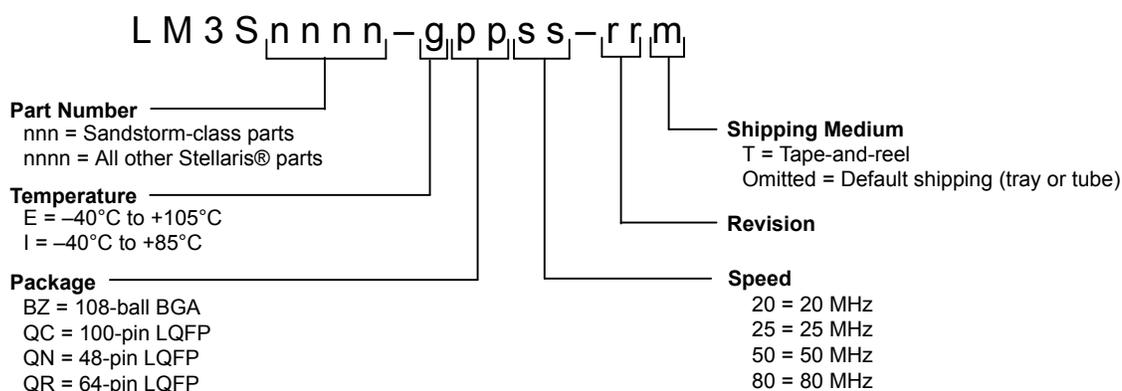 LM3Snnnn–gppss–rrm
Part Number
nnn = Sandstorm-class parts
nnnn = All other Stellaris® parts
Temperature
E = –40°C to +105°C
I = –40°C to +85°C
Package
BZ = 108-ball BGA
QC = 100-pin LQFP
QN = 48-pin LQFP
QR = 64-pin LQFP
Shipping Medium
T = Tape-and-reel
Omitted = Default shipping (tray or tube)
Revision
Speed
20 = 20 MHz
25 = 25 MHz
50 = 50 MHz
80 = 80 MHz